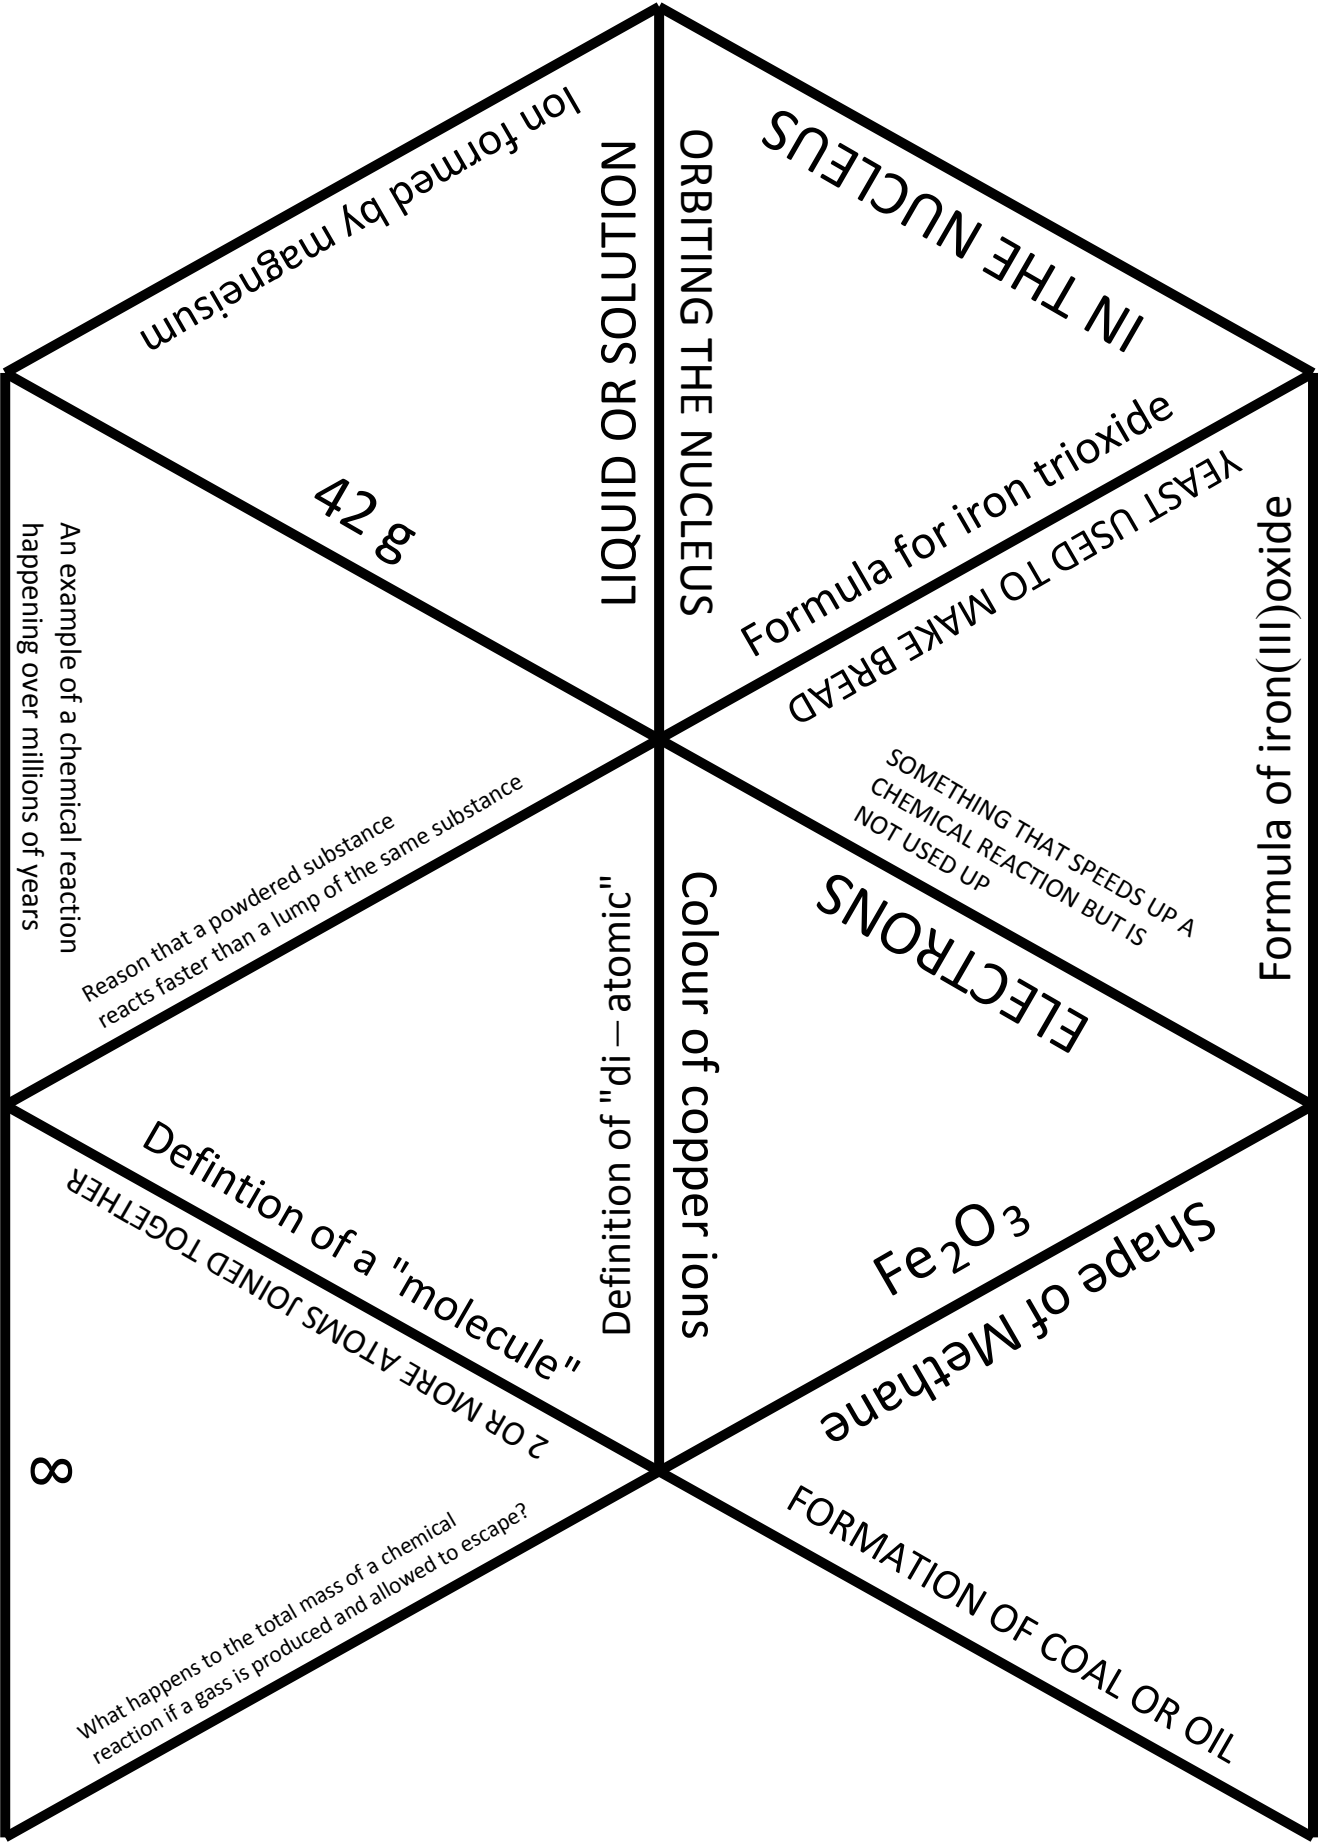 Ion formed by magneisum
LIQUID OR SOLUTION
42 g
ORBITING THE NUCLEUS
IN THE NUCLEUS
Formula for iron trioxide
YEAST USED TO MAKE BREAD
Formula of iron(III)oxide
SOMETHING THAT SPEEDS UP A
CHEMICAL REACTION BUT IS
NOT USED UP
An example of a chemical reaction
happening over millions of years
Reason that a powdered substance
reacts faster than a lump of the same substance
Definition of "di – atomic"
Defintion of a "molecule"
Colour of copper ions
ELECTRONS
Fe₂O₃
2 OR MORE ATOMS JOINED TOGETHER
8
What happens to the total mass of a chemical
reaction if a gass is produced and allowed to escape?
Shape of Methane
FORMATION OF COAL OR OIL